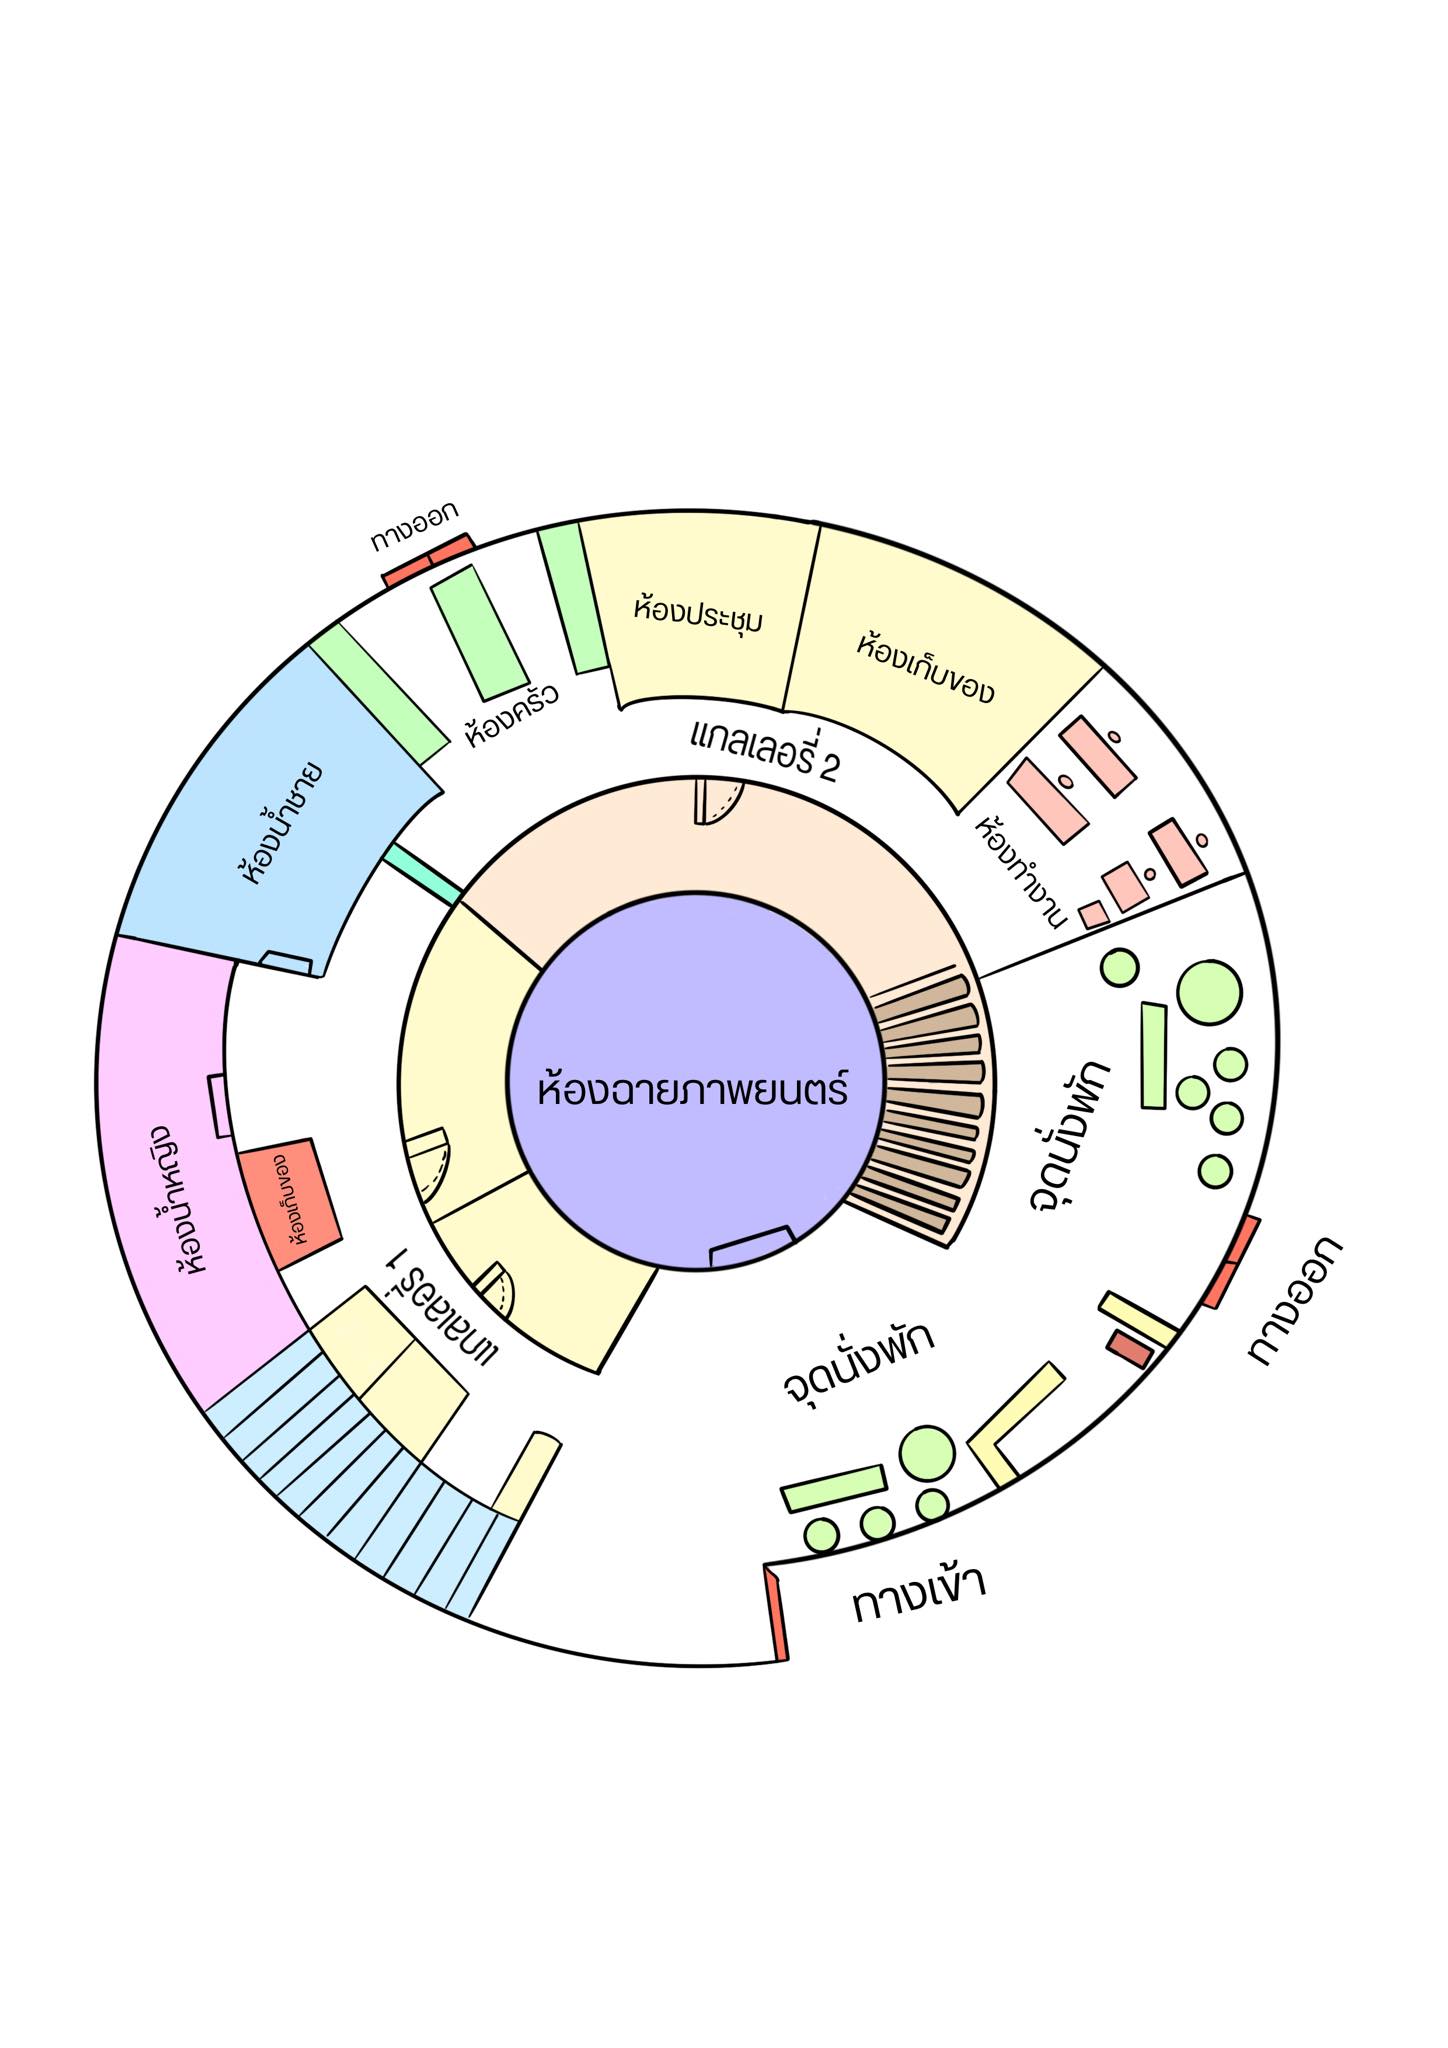 ทางออก
ห้องครัว
ห้องประชุม
ห้องเก็บของ
แกลเลอรี่ 2
ห้องน้ำชาย
ห้องทำงาน
ห้องฉายภาพยนตร์
จุดนั่งพัก
ห้องน้ำหญิง
ห้องเก็บของ
แกลเลอรี่ 1
จุดนั่งพัก
ทางออก
ทางเข้า